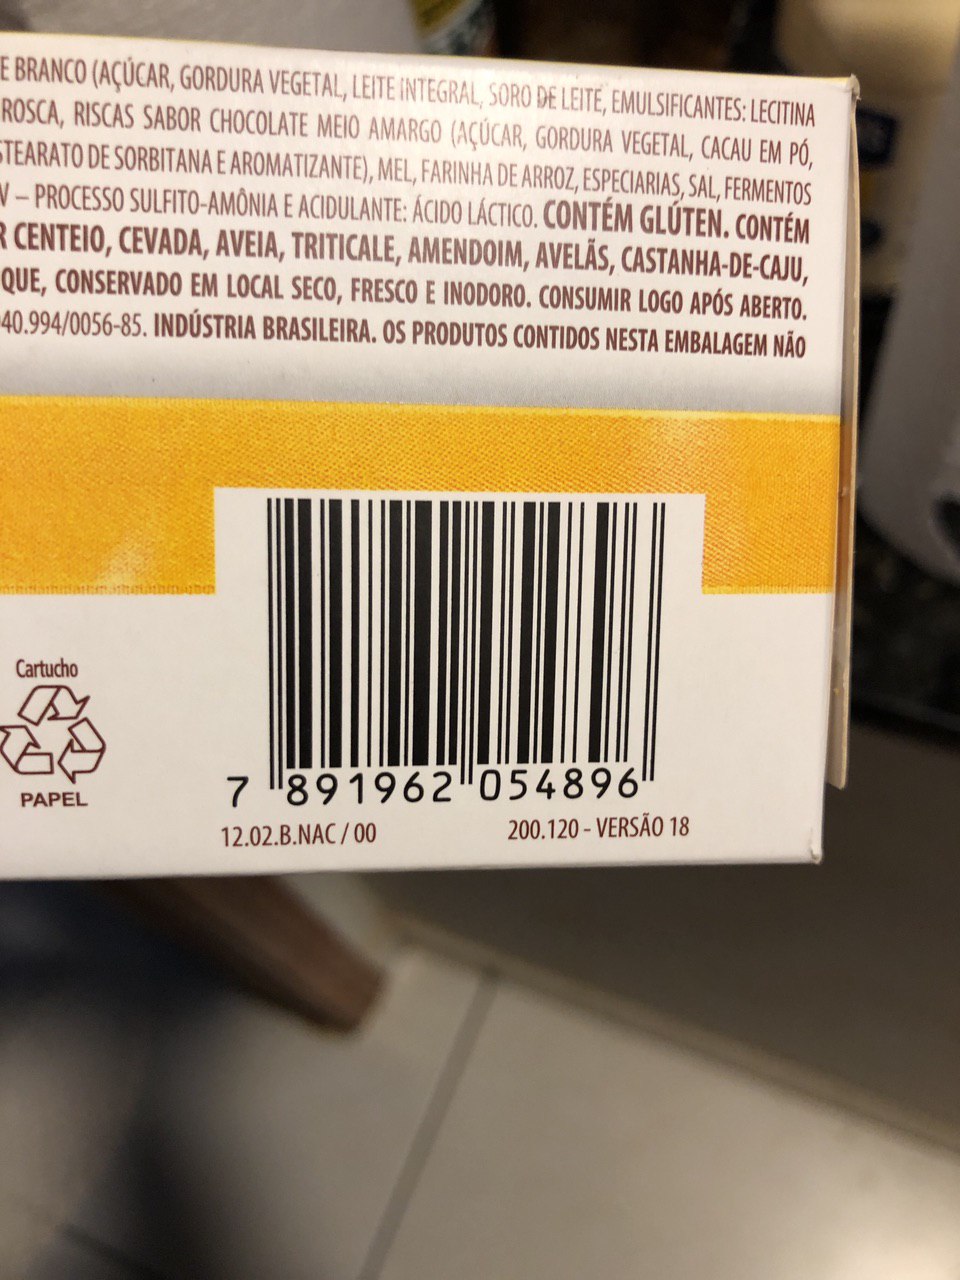 E BRANCO (AÇÚCAR, GORDURA VEGETAL, LEITE INTEGRAL, SORO DE LEITE, EMULSIFICANTES: LECITINA
ROSCA, RISCAS SABOR CHOCOLATE MEIO AMARGO (AÇÚCAR, GORDURA VEGETAL, CACAU EM PÓ,
STEARATO DE SORBITANA E AROMATIZANTE), MEL, FARINHA DE ARROZ, ESPECIARIAS, SAL, FERMENTOS
V – PROCESSO SULFITO-AMÔNIA E ACIDULANTE: ÁCIDO LÁCTICO. CONTÉM GLÚTEN. CONTÉM
R CENTEIO, CEVADA, AVEIA, TRITICALE, AMENDOIM, AVELÃS, CASTANHA-DE-CAJU,
QUE, CONSERVADO EM LOCAL SECO, FRESCO E INODORO. CONSUMIR LOGO APÓS ABERTO.
40.994/0056-85. INDÚSTRIA BRASILEIRA. OS PRODUTOS CONTIDOS NESTA EMBALAGEM NÃO
Cartucho
PAPEL
7 891962 054896
12.02.B.NAC / 00
200.120 - VERSÃO 18